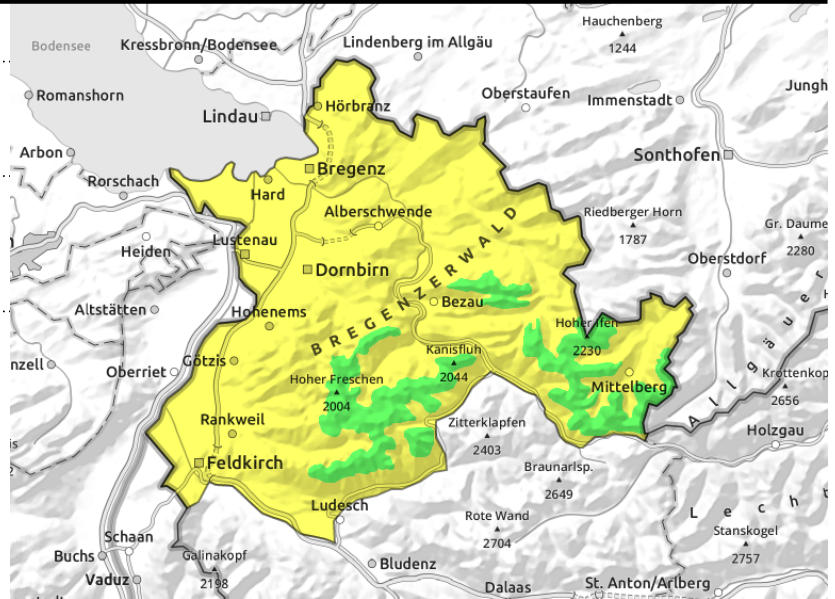 Hauchenberg
1244
Bodensee
Kressbronn/Bodensee
Lindenberg im Allgäu
Romanshorn
Lindau
Hörbranz
Oberstaufen
Immenstadt
Arbon
Sonthofen
Rorschach
Bregenz
Hard
Alberschwende
Riedberger Horn
1787
Gr. Daume
2280
Heiden
Lustenau
Dornbirn
Oberstdorf
BREGENZERWALD
Bezau
Altstätten
Hohenems
Hoher Ifen
2230
Allgäuer
nzell
Oberriet
Götzis
Kanisfluh
2044
Hoher Freschen
2004
Mittelberg
Krottenkop
2656
Rankweil
Zitterklapfen
2403
Holzgau
Feldkirch
Braunarlsp.
2649
Ludesch
Rote Wand
2704
Lecht
Stanskogel
2757
Schaan
Buchs
Galinakopf
2198
Vaduz
Bludenz
Dalaas
St. Anton/Arlberg